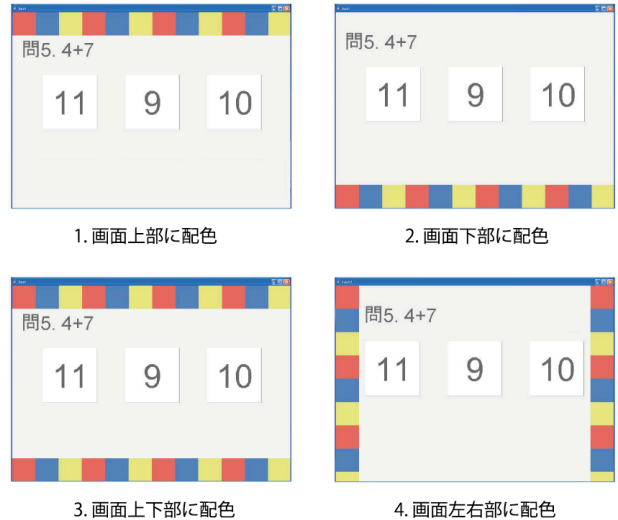 問5. 4+7
11 9 10
1. 画面上部に配色
問5. 4+7
11 9 10
2. 画面下部に配色
問5. 4+7
11 9 10
3. 画面上下部に配色
問5. 4+7
11 9 10
4. 画面左右部に配色